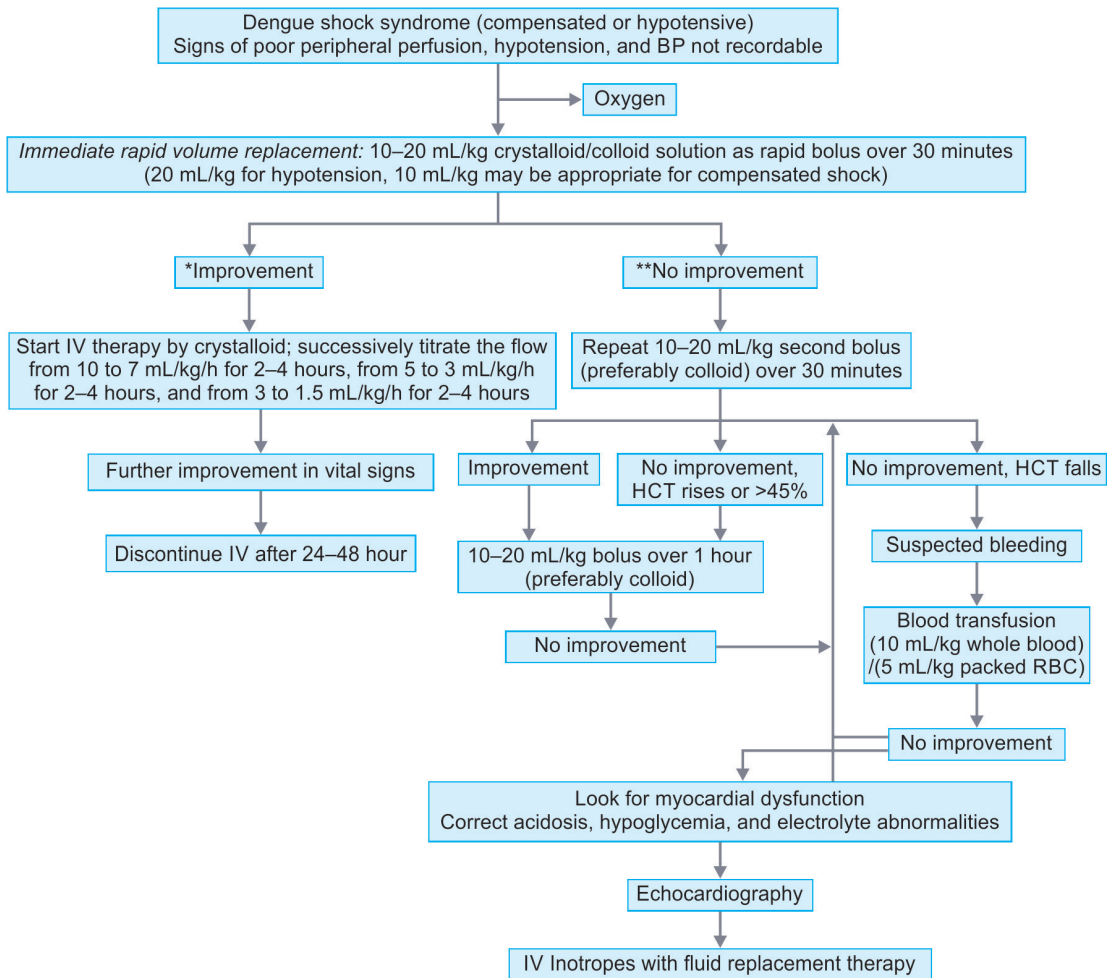 Dengue shock syndrome (compensated or hypotensive)
Signs of poor peripheral perfusion, hypotension, and BP not recordable
Oxygen
Immediate rapid volume replacement: 10–20 mL/kg crystalloid/colloid solution as rapid bolus over 30 minutes
(20 mL/kg for hypotension, 10 mL/kg may be appropriate for compensated shock)
*Improvement
**No improvement
Start IV therapy by crystalloid; successively titrate the flow
from 10 to 7 mL/kg/h for 2–4 hours, from 5 to 3 mL/kg/h
for 2–4 hours, and from 3 to 1.5 mL/kg/h for 2–4 hours
Repeat 10–20 mL/kg second bolus
(preferably colloid) over 30 minutes
Further improvement in vital signs
Discontinue IV after 24–48 hour
Improvement
No improvement,
HCT rises or >45%
No improvement, HCT falls
10–20 mL/kg bolus over 1 hour
(preferably colloid)
No improvement
Suspected bleeding
Blood transfusion
(10 mL/kg whole blood)
/(5 mL/kg packed RBC)
No improvement
Look for myocardial dysfunction
Correct acidosis, hypoglycemia, and electrolyte abnormalities
Echocardiography
IV Inotropes with fluid replacement therapy